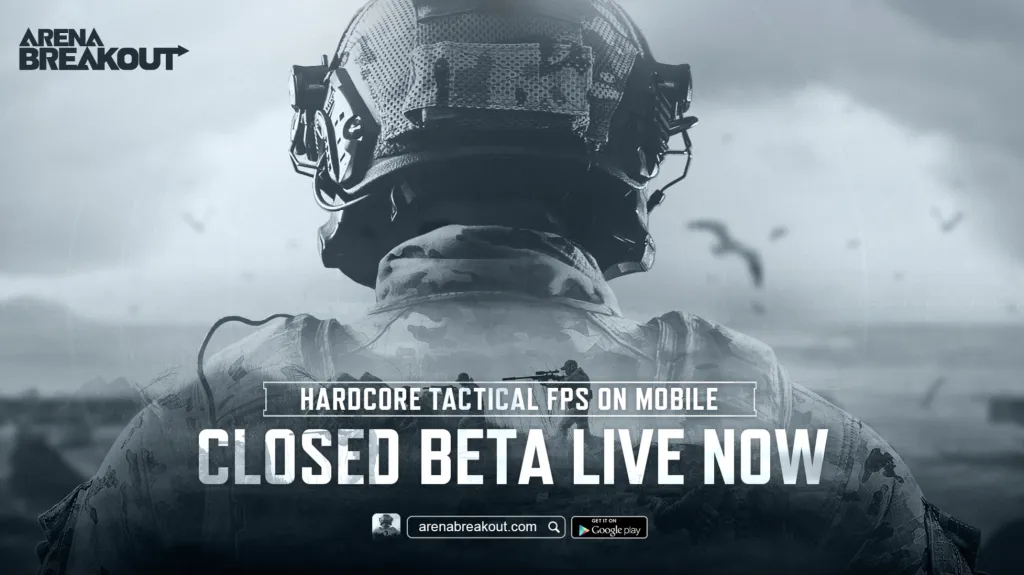 ARENA
BREAKOUT
HARDCORE TACTICAL FPS ON MOBILE
CLOSED BETA LIVE NOW
arenabreakout.com
GET IT ON
Google play